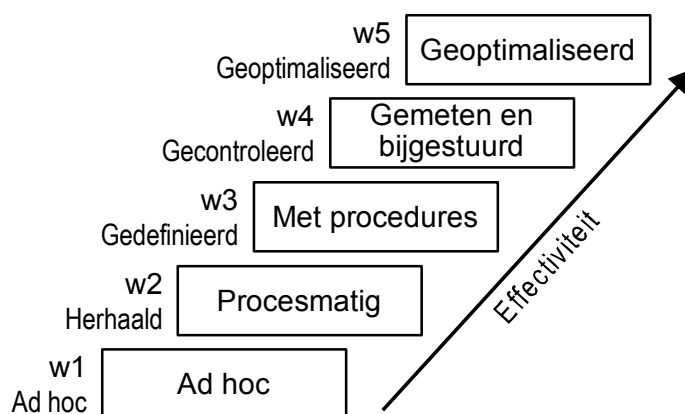 w5
Geoptimaliseerd
Geoptimaliseerd
w4
Gecontroleerd
Gemeten en
bijgestuurd
w3
Gedefinieerd
Met procedures
w2
Herhaald
Procesmatig
w1
Ad hoc
Ad hoc
Effectiviteit